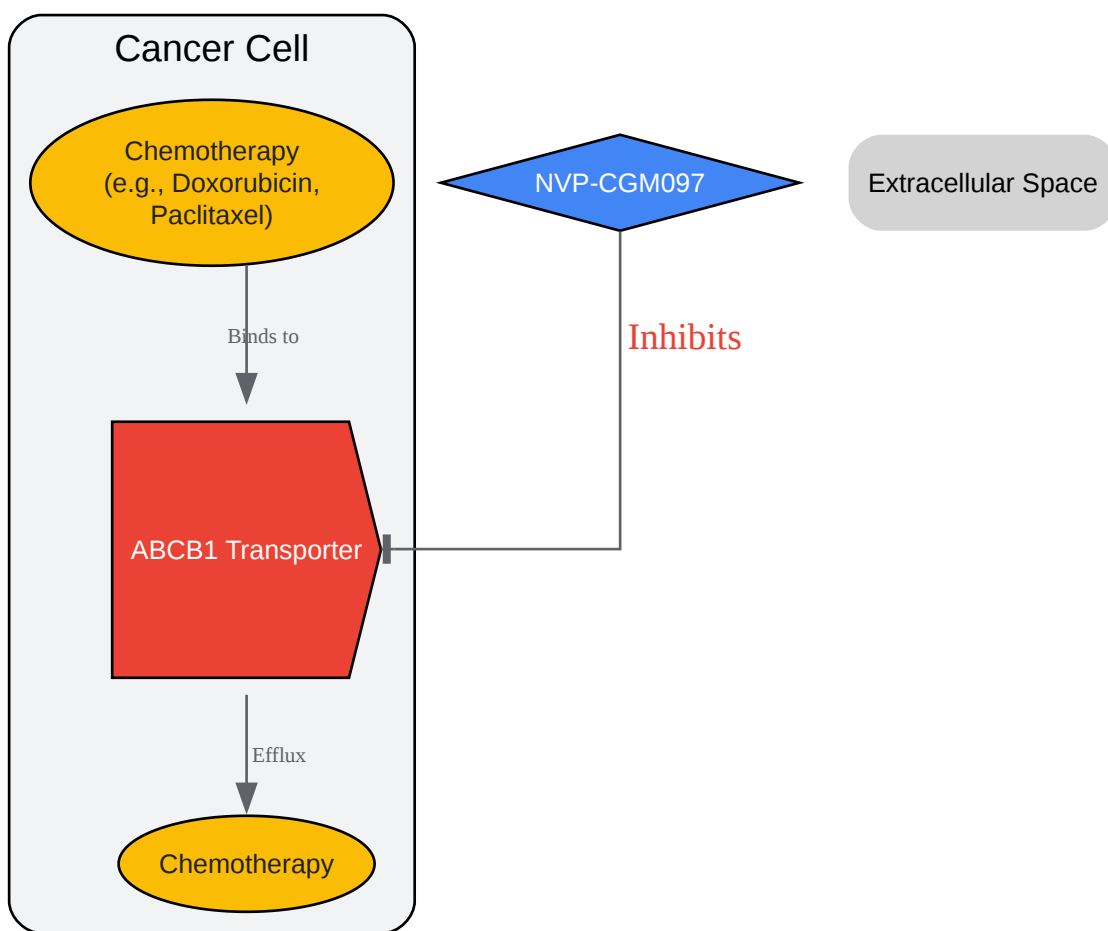 Cancer Cell
Chemotherapy
(e.g., Doxorubicin,
Paclitaxel)
NVP-CGM097
Extracellular Space
Binds to
Inhibits
ABCB1 Transporter
Efflux
Chemotherapy